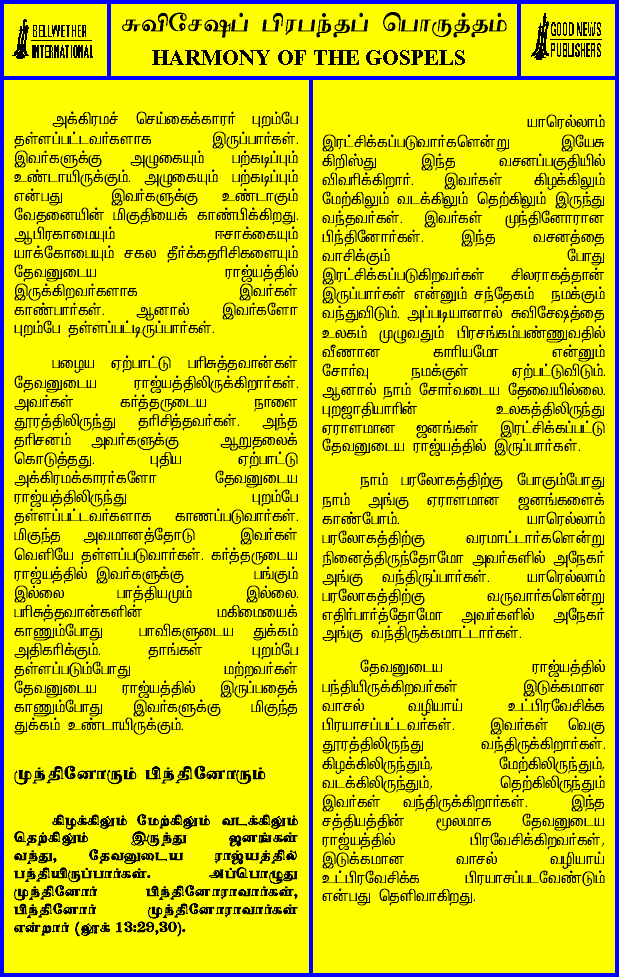 BELLWETHER
INTERNATIONAL
சுவிசேஷப் பிரபந்தப் பொருத்தம்
HARMONY OF THE GOSPELS
GOOD NEWS
PUBLISHERS
அக்கிரமச் செய்கைக்காரர் புறம்பே
தள்ளப்பட்டவர்களாக இருப்பார்கள்.
இவர்களுக்கு அழுகையும் பற்கடிப்பும்
உண்டாயிருக்கும். அழுகையும் பற்கடிப்பும்
என்பது இவர்களுக்கு உண்டாகும்
வேதனையின் மிகுதியைக் காண்பிக்கிறது.
ஆபிரகாமையும் ஈசாக்கையும்
யாக்கோபையும் சகல தீர்க்கதரிசிகளையும்
தேவனுடைய ராஜ்யத்தில்
இருக்கிறவர்களாக இவர்கள்
காண்பார்கள். ஆனால் இவர்களோ
புறம்பே தள்ளப்பட்டிருப்பார்கள்.
பழைய ஏற்பாட்டு பரிசுத்தவான்கள்
தேவனுடைய ராஜ்யத்திலிருக்கிறார்கள்.
அவர்கள் கர்த்தருடைய நாளை
தூரத்திலிருந்து தரிசித்தவர்கள். அந்த
தரிசனம் அவர்களுக்கு ஆறுதலைக்
கொடுத்தது. புதிய ஏற்பாட்டு
அக்கிரமக்காரர்களோ தேவனுடைய
ராஜ்யத்திலிருந்து புறம்பே
தள்ளப்பட்டவர்களாக காணப்படுவார்கள்.
மிகுந்த அவமானத்தோடு இவர்கள்
வெளியே தள்ளப்படுவார்கள். கர்த்தருடைய
ராஜ்யத்தில் இவர்களுக்கு பங்கும்
இல்லை பாத்தியமும் இல்லை.
பரிசுத்தவான்களின் மகிமையைக்
காணும்போது பாவிகளுடைய துக்கம்
அதிகரிக்கும். தாங்கள் புறம்பே
தள்ளப்படும்போது மற்றவர்கள்
தேவனுடைய ராஜ்யத்தில் இருப்பதைக்
காணும்போது இவர்களுக்கு மிகுந்த
துக்கம் உண்டாயிருக்கும்.
முந்தினோரும் பிந்தினோரும்
கிழக்கிலும் மேற்கிலும் வடக்கிலும்
தெற்கிலும் இருந்து ஜனங்கள்
வந்து, தேவனுடைய ராஜ்யத்தில்
பந்தியிருப்பார்கள். அப்பொழுது
முந்தினோர் பிந்தினோராவார்கள்,
பிந்தினோர் முந்தினோராவார்கள்
என்றார் (லூக் 13:29,30).
யாரெல்லாம்
இரட்சிக்கப்படுவார்களென்று இயேசு
கிறிஸ்து இந்த வசனப்பகுதியில்
விவரிக்கிறார். இவர்கள் கிழக்கிலும்
மேற்கிலும் வடக்கிலும் தெற்கிலும் இருந்து
வந்தவர்கள். இவர்கள் முந்தினோரான
பிந்தினோர்கள். இந்த வசனத்தை
வாசிக்கும் போது
இரட்சிக்கப்படுகிறவர்கள் சிலராகத்தான்
இருப்பார்கள் என்னும் சந்தேகம் நமக்கும்
வந்துவிடும். அப்படியானால் சுவிசேஷத்தை
உலகம் முழுவதும் பிரசங்கம்பண்ணுவதில்
வீணான காரியமோ என்னும்
சோர்வு நமக்குள் ஏற்பட்டுவிடும்.
ஆனால் நாம் சோர்வடைய தேவையில்லை.
புறஜாதியாரின் உலகத்திலிருந்து
ஏராளமான ஜனங்கள் இரட்சிக்கப்பட்டு
தேவனுடைய ராஜ்யத்தில் இருப்பார்கள்.
நாம் பரலோகத்திற்கு போகும்போது
நாம் அங்கு ஏராளமான ஜனங்களைக்
காண்போம். யாரெல்லாம்
பரலோகத்திற்கு வரமாட்டார்களென்று
நினைத்திருந்தோமோ அவர்களில் அநேகர்
அங்கு வந்திருப்பார்கள். யாரெல்லாம்
பரலோகத்திற்கு வருவார்களென்று
எதிர்பார்த்தோமோ அவர்களில் அநேகர்
அங்கு வந்திருக்கமாட்டார்கள்.
தேவனுடைய ராஜ்யத்தில்
பந்தியிருக்கிறவர்கள் இடுக்கமான
வாசல் வழியாய் உட்பிரவேசிக்க
பிரயாசப்பட்டவர்கள். இவர்கள் வெகு
தூரத்திலிருந்து வந்திருக்கிறார்கள்.
கிழக்கிலிருந்தும், மேற்கிலிருந்தும்,
வடக்கிலிருந்தும், தெற்கிலிருந்தும்
இவர்கள் வந்திருக்கிறார்கள். இந்த
சத்தியத்தின் மூலமாக தேவனுடைய
ராஜ்யத்தில் பிரவேசிக்கிறவர்கள்,
இடுக்கமான வாசல் வழியாய்
உட்பிரவேசிக்க பிரயாசப்படவேண்டும்
என்பது தெளிவாகிறது.